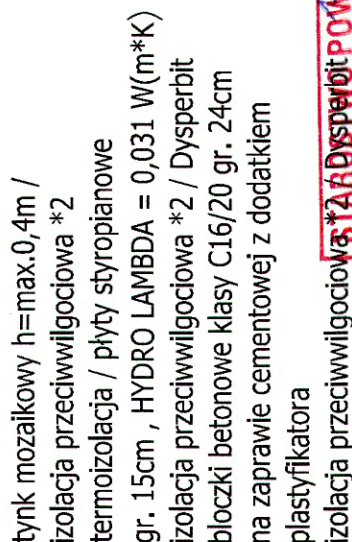 tynk mozaikowy h=max.0,4m /
izolacja przeciwwilgociowa *2
termoizolacja / płyty styropianowe
gr. 15cm , HYDRO LAMBDA = 0,031 W(m*K)
izolacja przeciwwilgociowa *2 / Dysperbit
bloczki betonowe klasy C16/20 gr. 24cm
na zaprawie cementowej z dodatkiem
plastyfikatora
izolacja przeciwwilgociowa *2 / Dysperbit